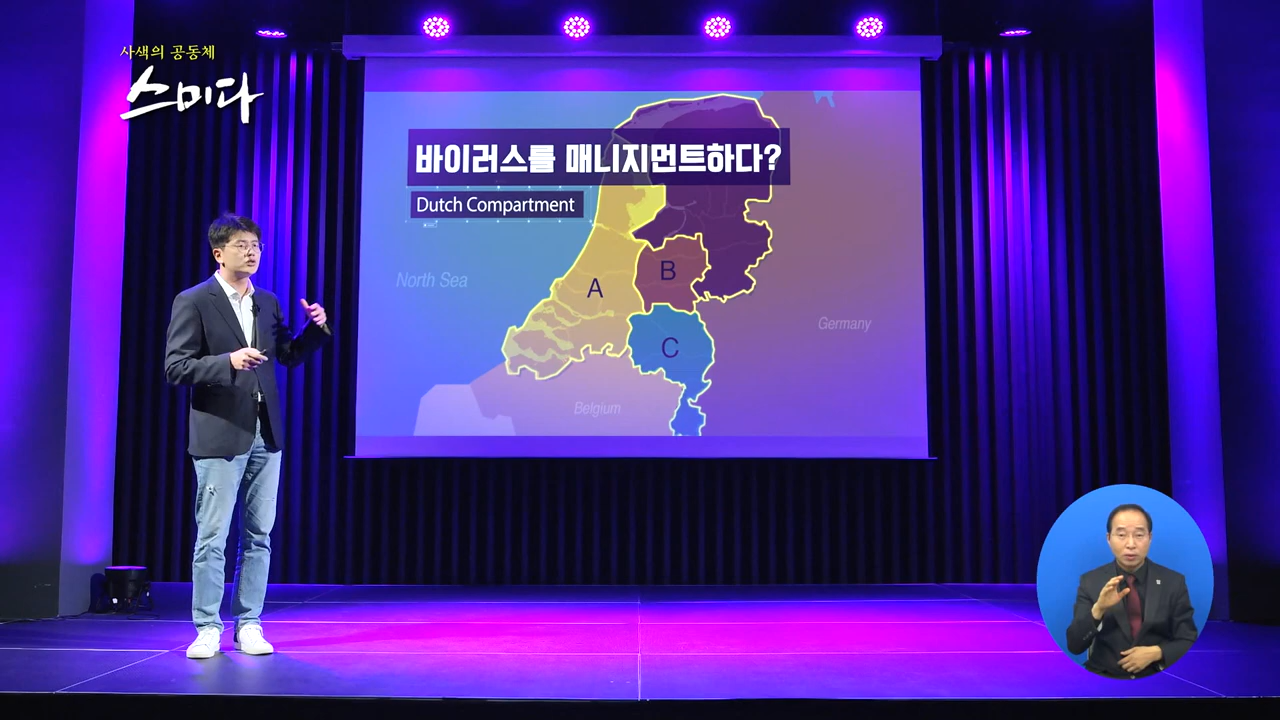 사색의 공동체
스미다
바이러스를 매니지먼트하다?
Dutch Compartment
North Sea
A
B
C
Germany
Belgium